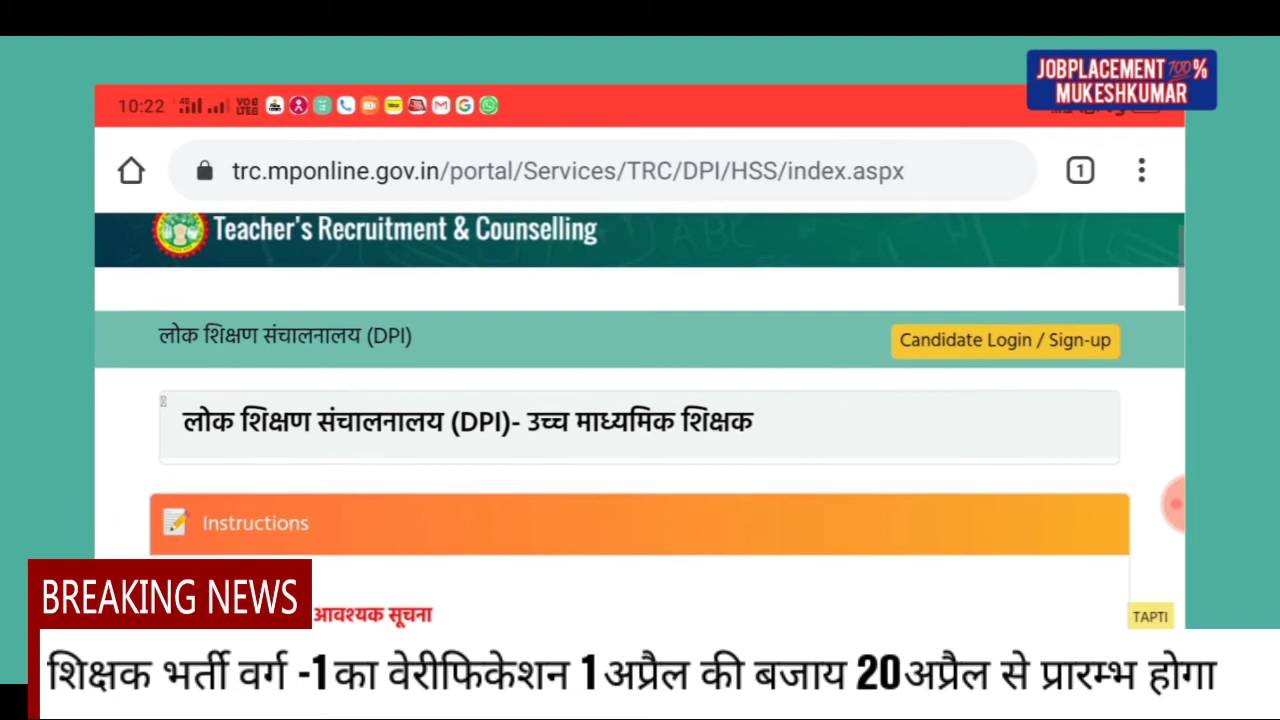 JOBPLACEMENT 💯%
MUKESHKUMAR
10:22
trc.mponline.gov.in/portal/Services/TRC/DPI/HSS/index.aspx
1
Teacher's Recruitment & Counselling
लोक शिक्षण संचालनालय (DPI)
Candidate Login / Sign-up
लोक शिक्षण संचालनालय (DPI)- उच्च माध्यमिक शिक्षक
Instructions
BREAKING NEWS
आवश्यक सूचना
TAPTI
शिक्षक भर्ती वर्ग -1 का वेरीफिकेशन 1 अप्रैल की बजाय 20 अप्रैल से प्रारम्भ होगा